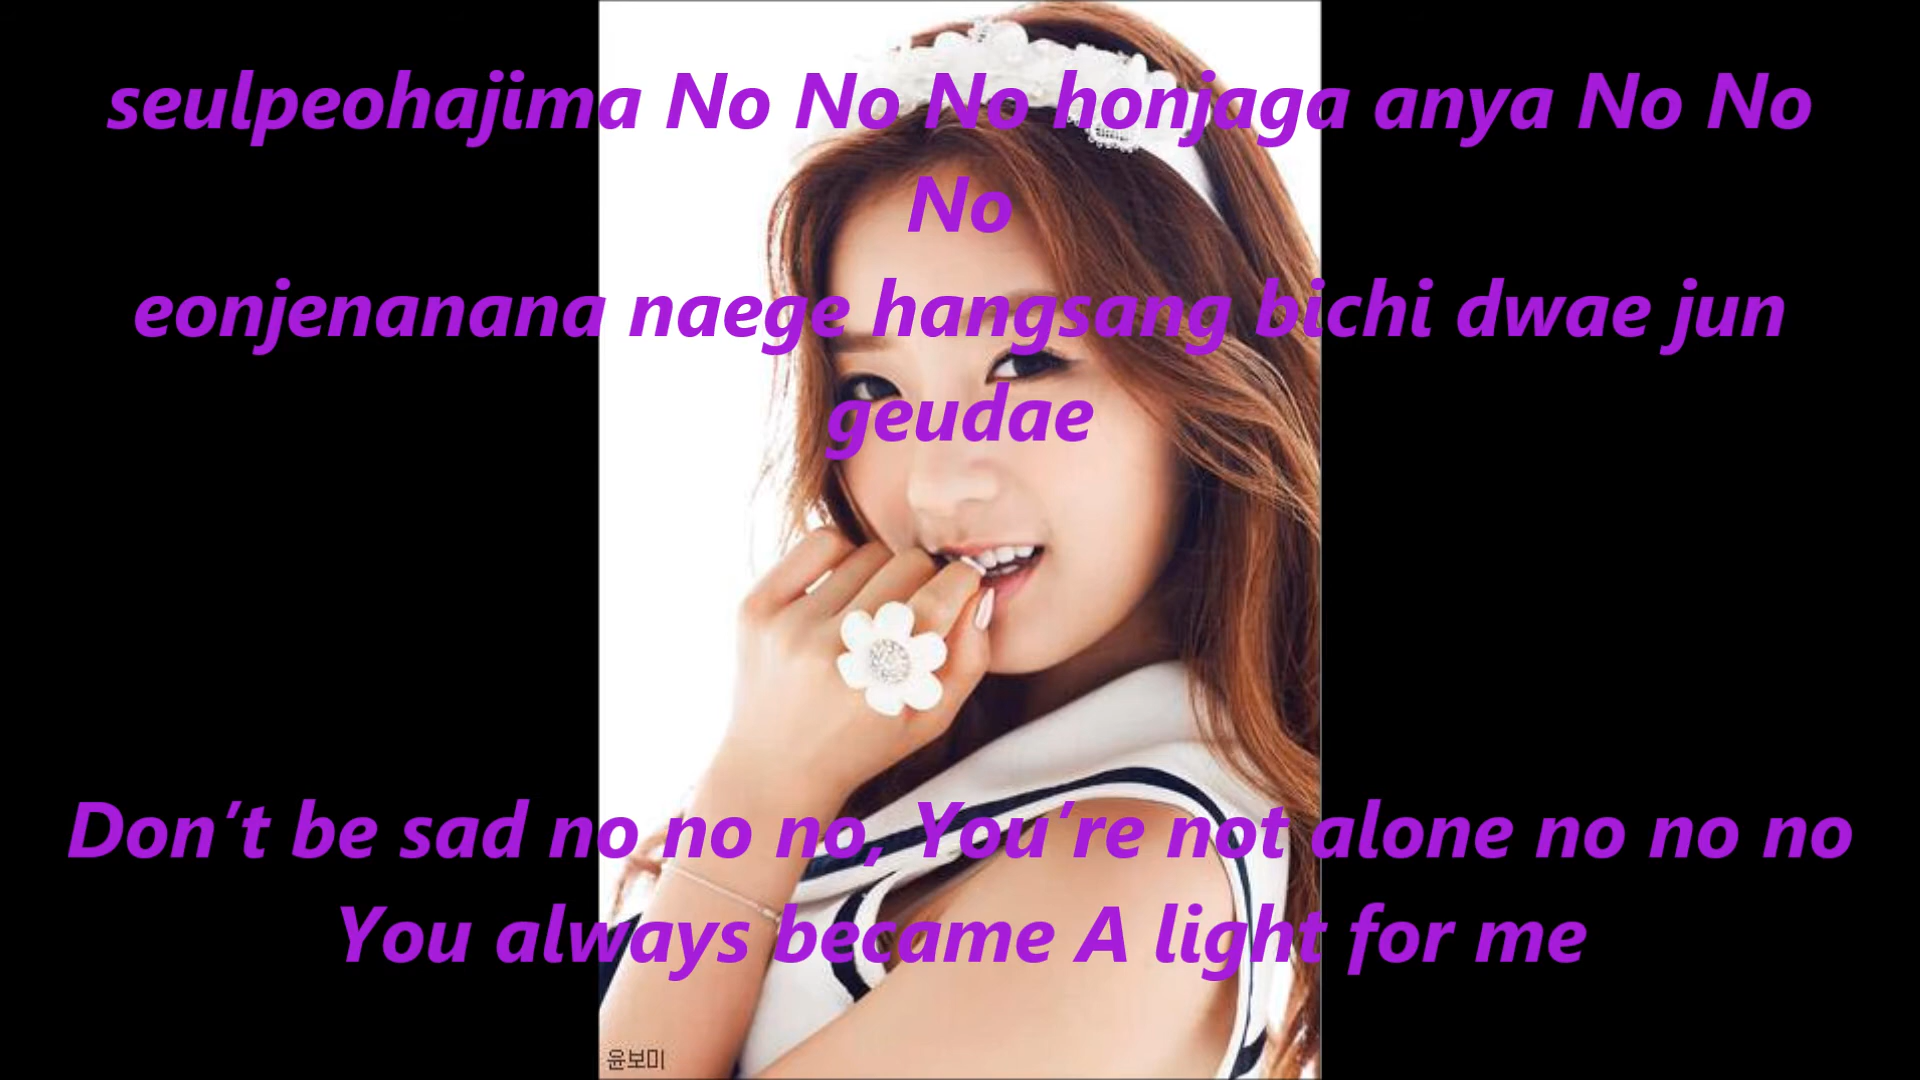 seulpeohajima No No No honjaga anya No No
No
eonjenanana naege hangsang bichi dwae jun
geudae
Don't be sad no no no, You're not alone no no no
You always became A light for me
윤보미